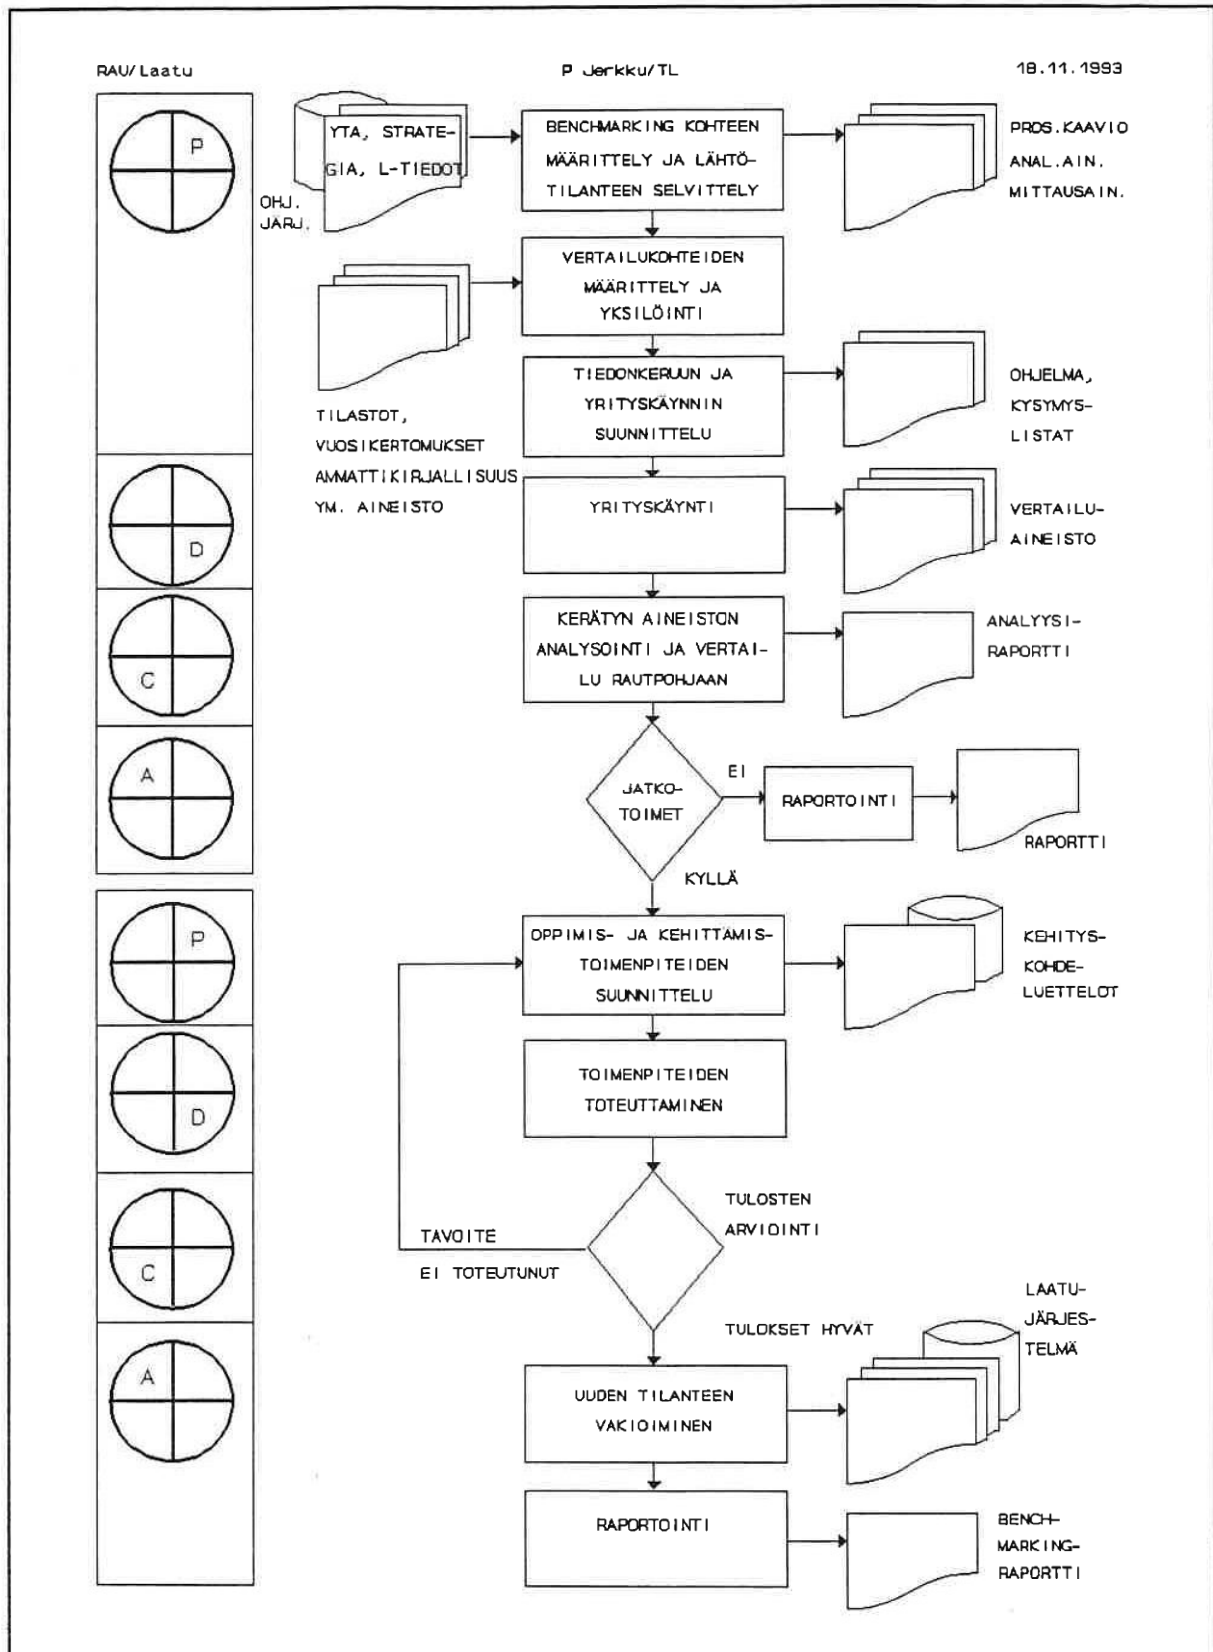 RAU/Laatu
P Jerkku/TL
18.11.1993
P
YTA, STRATE-
GIA, L-TIEDOT
OHJ.
JÄRJ.
BENCHMARKING KOHTEEN
MÄÄRITTELY JA LÄHTÖ-
TILANTEEN SELVITTELY
PROS.KAAVIO
ANAL.AIN.
MITTAUSAIN.
VERTAILUKOHTEIDEN
MÄÄRITTELY JA
YKSILÖINTI
TILASTOT,
VUOSIKERTOMUKSET
AMMATTIKIRJALLISUUS
YM. AINEISTO
TIEDONKERUUN JA
YRITYSKÄYNNIN
SUUNNITTELU
OHJELMA,
KYSYMYS-
LISTAT
D
YRITYSKÄYNTI
VERTAILU-
AINEISTO
C
KERÄTYN AINEISTON
ANALYSOINTI JA VERTAI-
LU RAUTPOHJAAN
ANALYYSI-
RAPORTTI
A
JATKO-
TOIMET
EI
RAPORTOINTI
RAPORTTI
KYLLÄ
P
OPPIMIS- JA KEHITTÄMIS-
TOIMENPITEIDEN
SUUNNITTELU
KEHITYS-
KOHDE-
LUETTELOT
D
TOIMENPITEIDEN
TOTEUTTAMINEN
C
TULOSTEN
ARVIOINTI
TAVOITE
EI TOTEUTUNUT
TULOKSET HYVÄT
LAATU-
JÄRJES-
TELMÄ
A
UUDEN TILANTEEN
VAKIOIMINEN
RAPORTOINTI
BENCH-
MARKING-
RAPORTTI